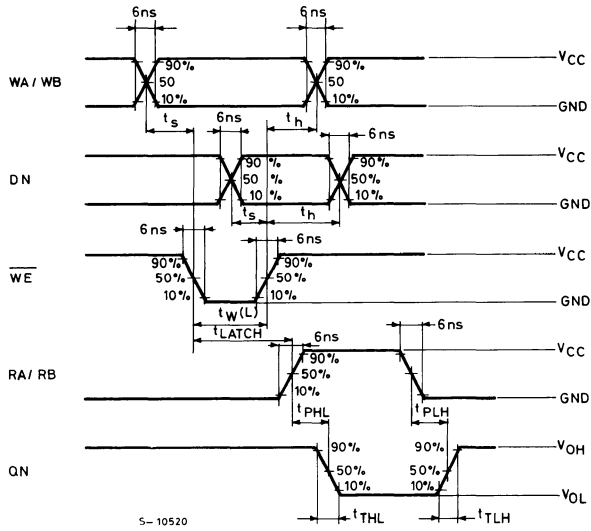 6ns 6ns
WA / WB 90% 50 10% 90% 50 10% VCC GND
ts 6ns th 6ns
DN 90 % 50 % 10 % 90% 50% 10% VCC GND
ts th
6ns 6ns
WE 90% 50% 10% 90% 50% 10% VCC GND
tW(L)
tLATCH 6ns 6ns
RA/ RB 90% 50% 10% VCC GND
tPHL tPLH
QN 90% 50% 10% 90% 50% 10% VOH VOL
S-10520 tTHL tTLH